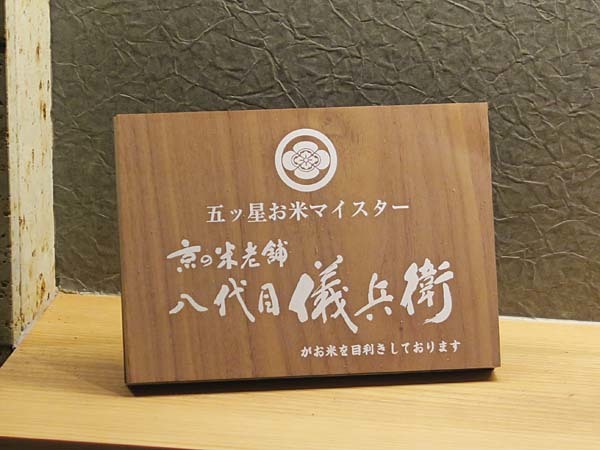 五ッ星お米マイスター
京の米老舗
八代目儀兵衛
がお米を目利きしております